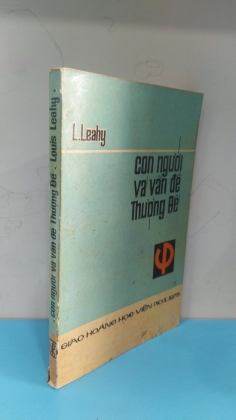 L. Leahy
con người
và vấn đề
Thượng Đế
φ
GIÁO HOÀNG HỌC VIỆN PIO X. 1975
con người và vấn đề Thượng Đế . Louis Leahy .